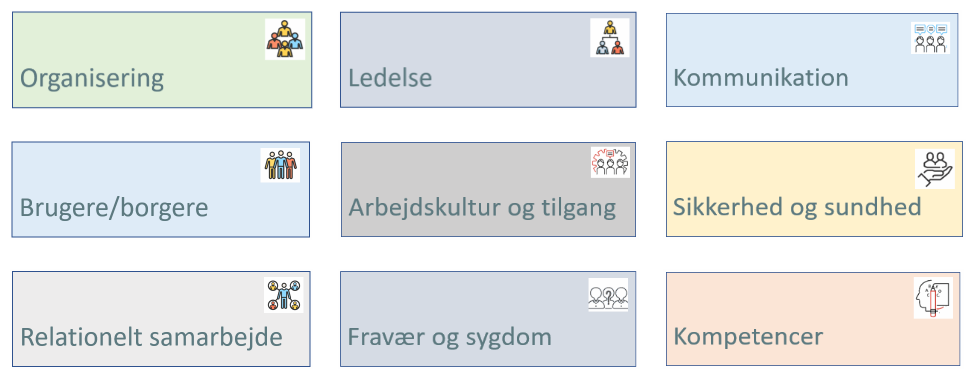 Organisering
Ledelse
Kommunikation
Brugere/borgere
Arbejdskultur og tilgang
Sikkerhed og sundhed
Relationelt samarbejde
Fravær og sygdom
Kompetencer